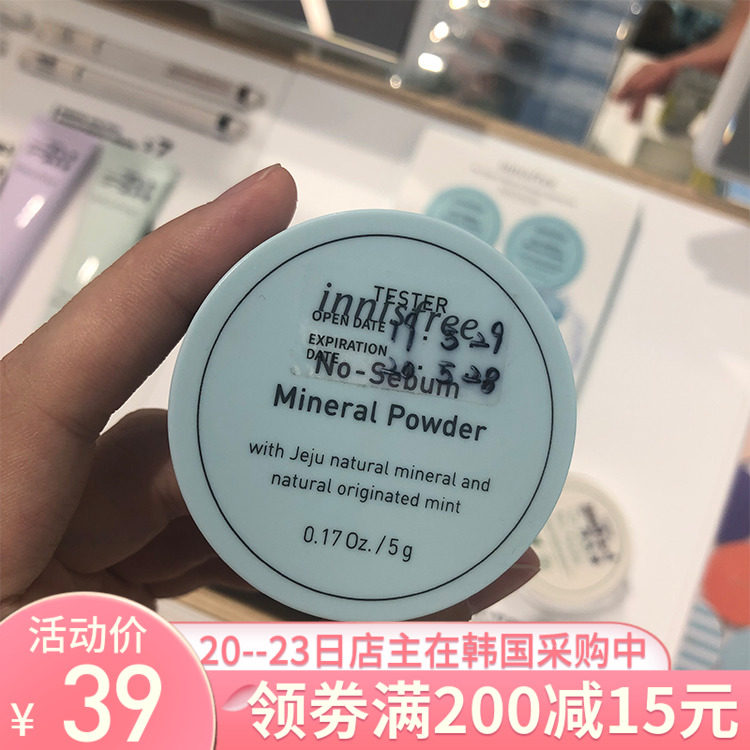 TESTER
innisfree
OPEN DATE 19.5.29
EXPIRATION
DATE 20.5.28
No-Sebum
Mineral Powder
with Jeju natural mineral and
natural originated mint
0.17 Oz. / 5 g
活动价
¥ 39
20--23日店主在韩国采购中
领券满200减15元